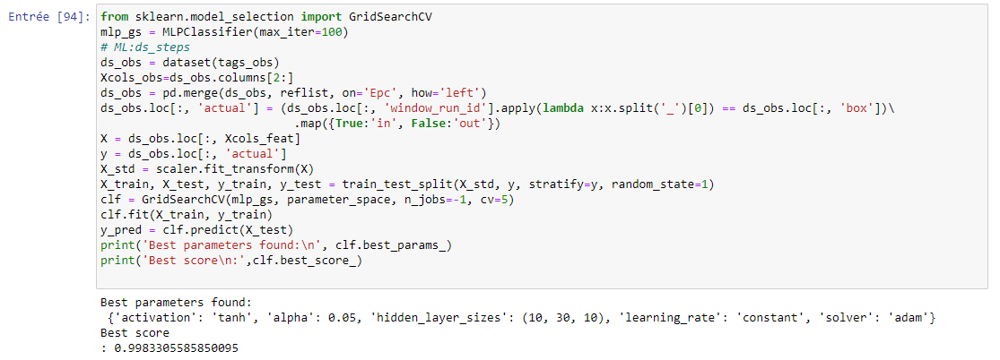 Entrée [94]: from sklearn.model_selection import GridSearchCV
mlp_gs = MLPClassifier(max_iter=100)
# ML:ds_steps
ds_obs = dataset(tags_obs)
Xcols_obs=ds_obs.columns[2:]
ds_obs = pd.merge(ds_obs, reflist, on='Epc', how='left')
ds_obs.loc[:, 'actual'] = (ds_obs.loc[:, 'window_run_id'].apply(lambda x:x.split('_')[0]) == ds_obs.loc[:, 'box'])\
.map({True:'in', False:'out'})
X = ds_obs.loc[:, Xcols_feat]
y = ds_obs.loc[:, 'actual']
X_std = scaler.fit_transform(X)
X_train, X_test, y_train, y_test = train_test_split(X_std, y, stratify=y, random_state=1)
clf = GridSearchCV(mlp_gs, parameter_space, n_jobs=-1, cv=5)
clf.fit(X_train, y_train)
y_pred = clf.predict(X_test)
print('Best parameters found:\n', clf.best_params_)
print('Best score\n:',clf.best_score_)
Best parameters found:
{'activation': 'tanh', 'alpha': 0.05, 'hidden_layer_sizes': (10, 30, 10), 'learning_rate': 'constant', 'solver': 'adam'}
Best score
: 0.9983305585850095